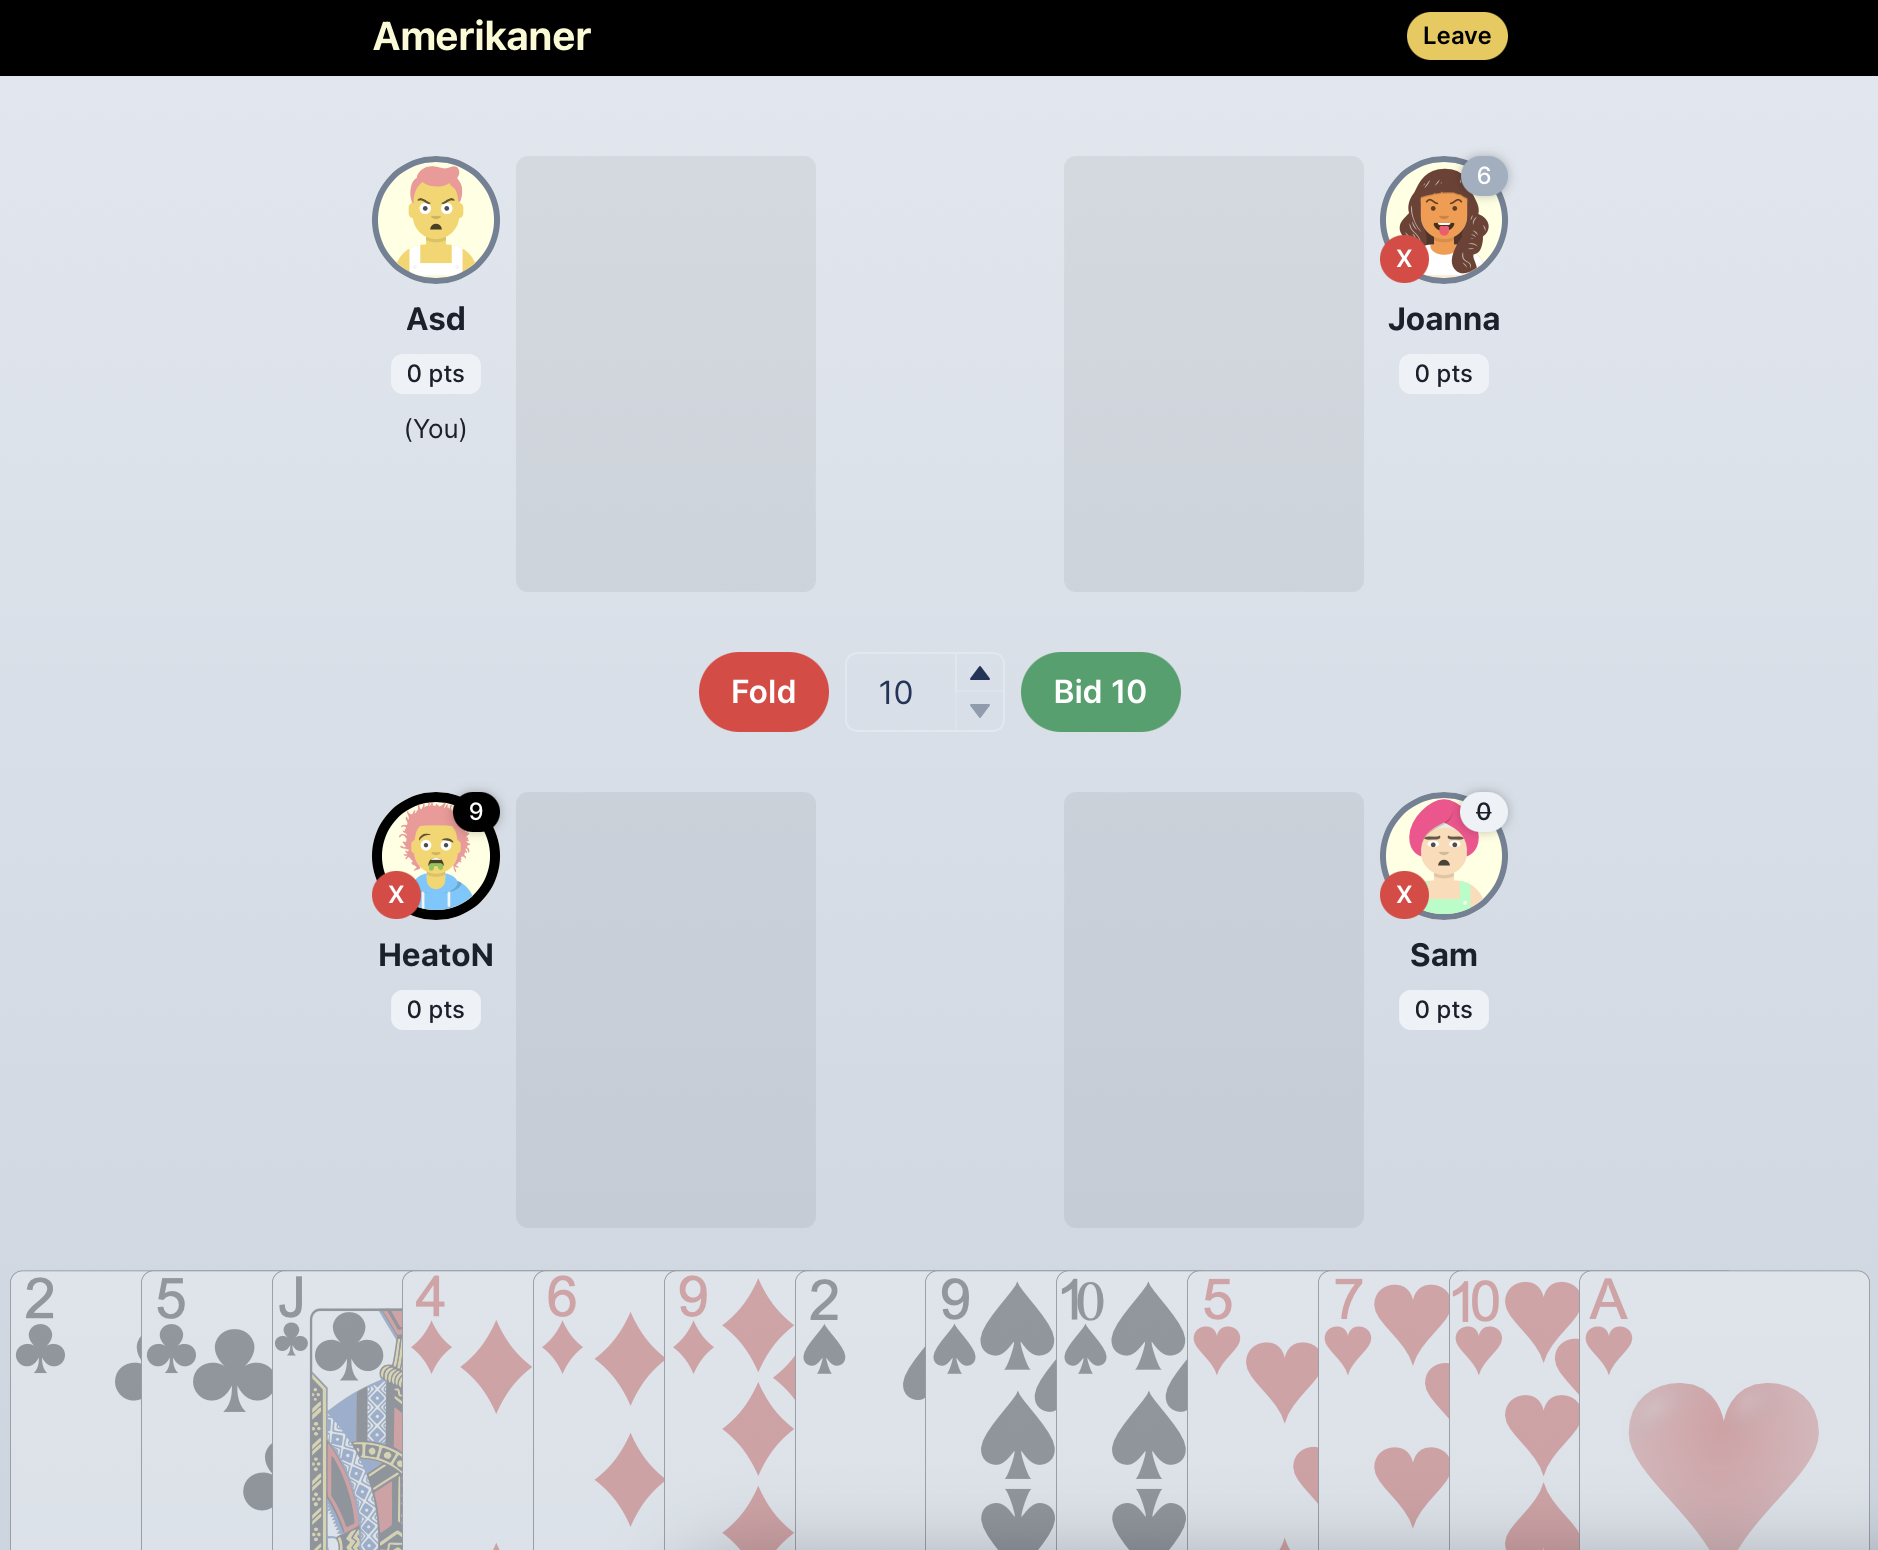 Amerikaner
Leave
6
X
Asd
Joanna
0 pts
0 pts
(You)
Fold
10
Bid 10
9
0
X
X
HeatoN
Sam
0 pts
0 pts
2 5 J 4 6 9 2 9 10 5 7 10 A